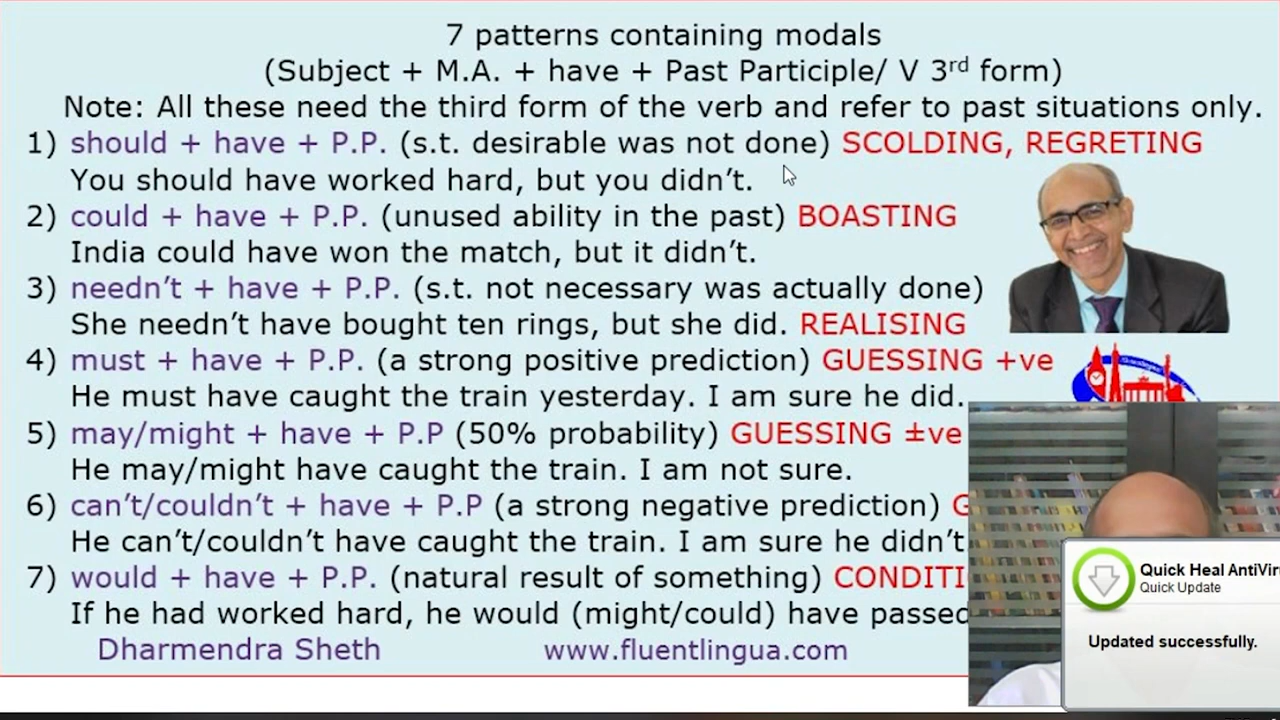 7 patterns containing modals
(Subject + M.A. + have + Past Participle/ V 3rd form)
Note: All these need the third form of the verb and refer to past situations only.
1) should + have + P.P. (s.t. desirable was not done) SCOLDING, REGRETING
You should have worked hard, but you didn't.
2) could + have + P.P. (unused ability in the past) BOASTING
India could have won the match, but it didn't.
3) needn't + have + P.P. (s.t. not necessary was actually done)
She needn't have bought ten rings, but she did. REALISING
4) must + have + P.P. (a strong positive prediction) GUESSING +ve
He must have caught the train yesterday. I am sure he did.
5) may/might + have + P.P (50% probability) GUESSING ±ve
He may/might have caught the train. I am not sure.
6) can't/couldn't + have + P.P (a strong negative prediction) G
He can't/couldn't have caught the train. I am sure he didn't
7) would + have + P.P. (natural result of something) CONDITI
If he had worked hard, he would (might/could) have passed
Dharmendra Sheth www.fluentlingua.com
Quick Heal AntiVir
Quick Update
Updated successfully.